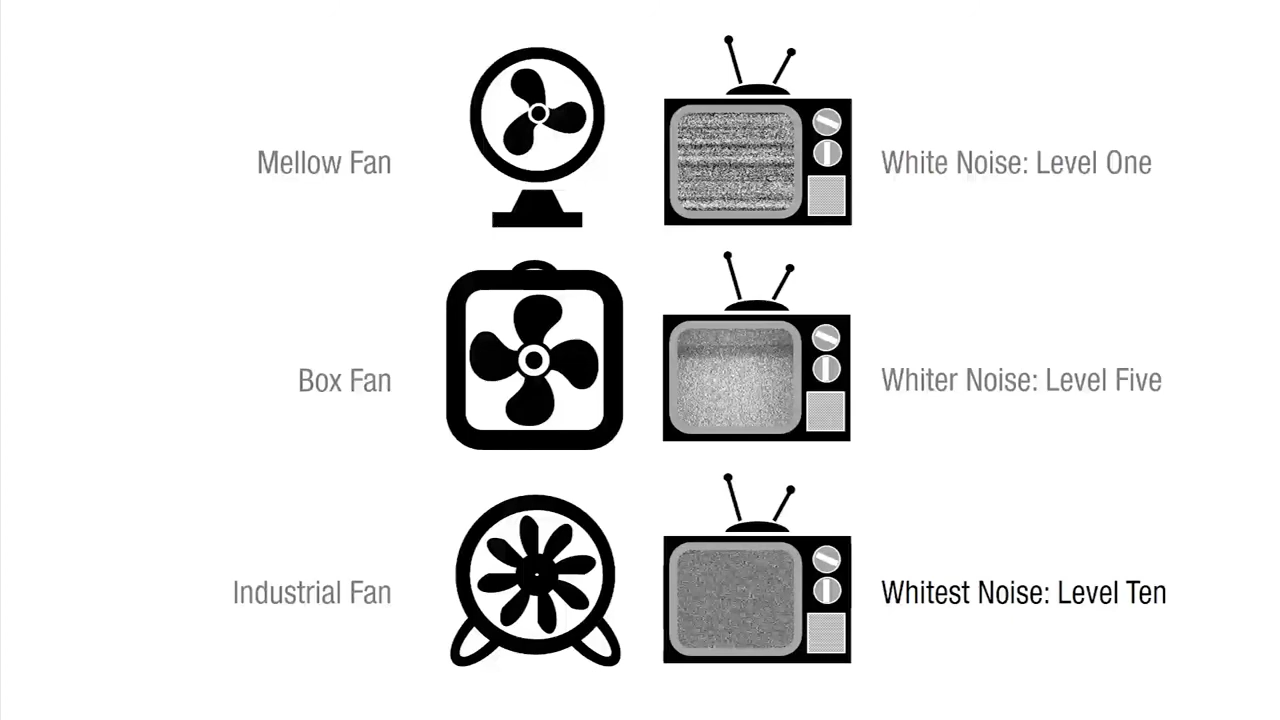 Mellow Fan
White Noise: Level One
Box Fan
Whiter Noise: Level Five
Industrial Fan
Whitest Noise: Level Ten